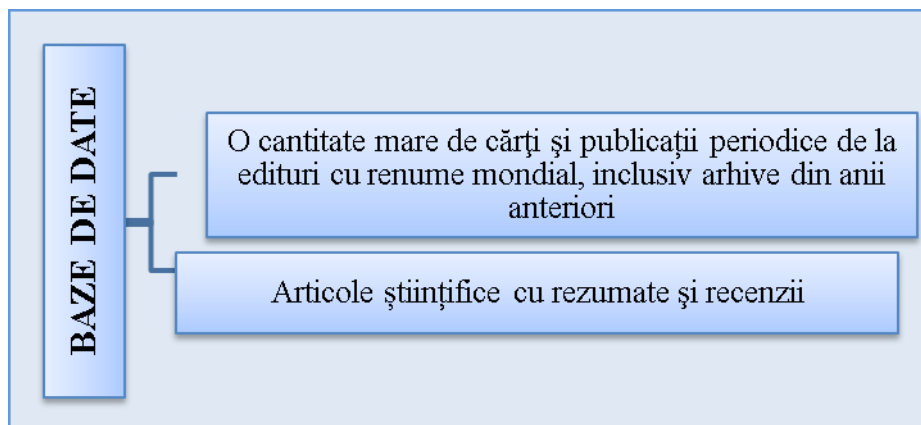 BAZE DE DATE
O cantitate mare de cărţi şi publicații periodice de la
edituri cu renume mondial, inclusiv arhive din anii
anteriori
Articole științifice cu rezumate şi recenzii